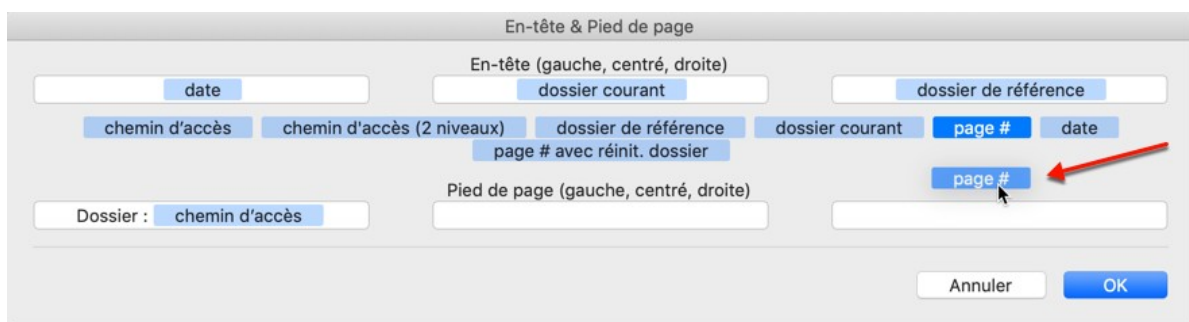 En-tête & Pied de page
En-tête (gauche, centré, droite)
date dossier courant dossier de référence
chemin d’accès chemin d'accès (2 niveaux) dossier de référence dossier courant page # date
page # avec réinit. dossier
page #
Pied de page (gauche, centré, droite)
Dossier : chemin d’accès
Annuler OK